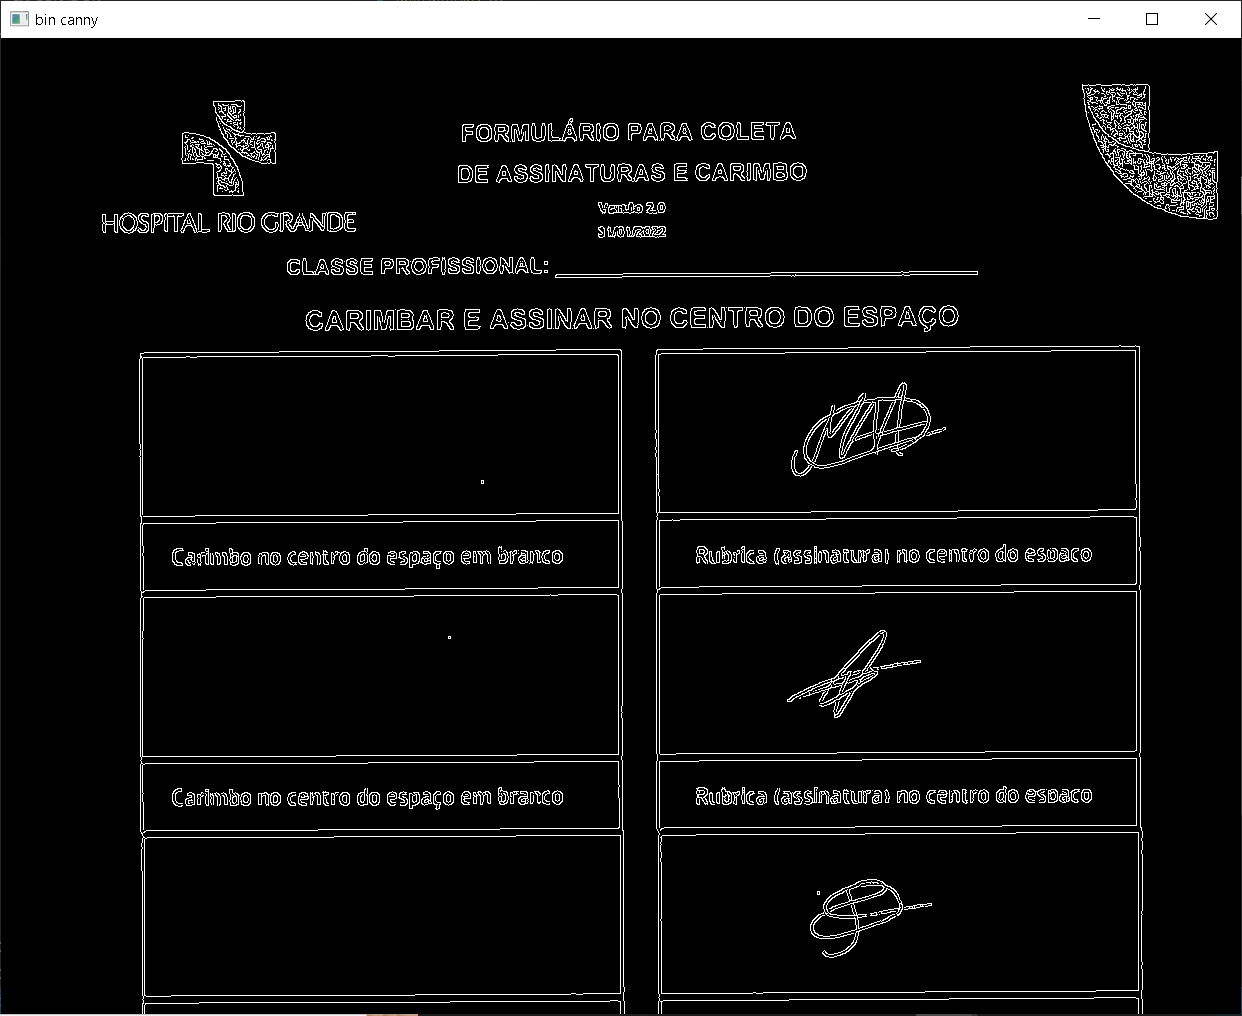 bin canny
FORMULÁRIO PARA COLETA
DE ASSINATURAS E CARIMBO
HOSPITAL RIO GRANDE
Versão 2.0
31/01/2022
CLASSE PROFISSIONAL:
CARIMBAR E ASSINAR NO CENTRO DO ESPAÇO
Carimbo no centro do espaço em branco
Rubrica (assinatura) no centro do espaco
Carimbo no centro do espaço em branco
Rubrica (assinatura) no centro do espaco